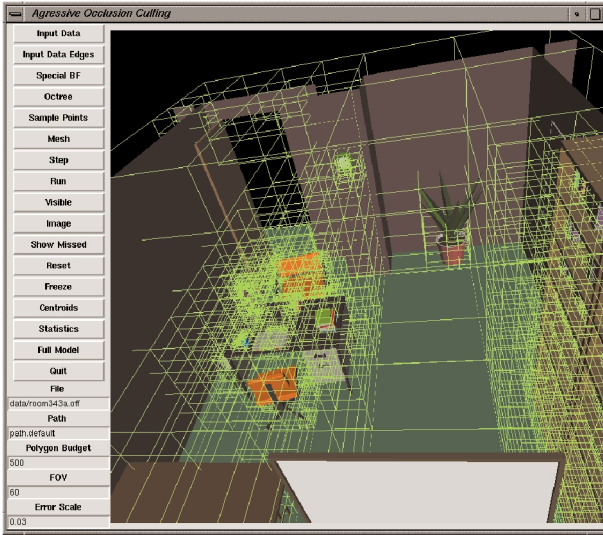 Agressive Occlusion Culling
Input Data
Input Data Edges
Special BF
Octree
Sample Points
Mesh
Step
Run
Visible
Image
Show Missed
Reset
Freeze
Centroids
Statistics
Full Model
Quit
File
data/room343a.off
Path
path.default
Polygon Budget
500
FOV
60
Error Scale
0.03